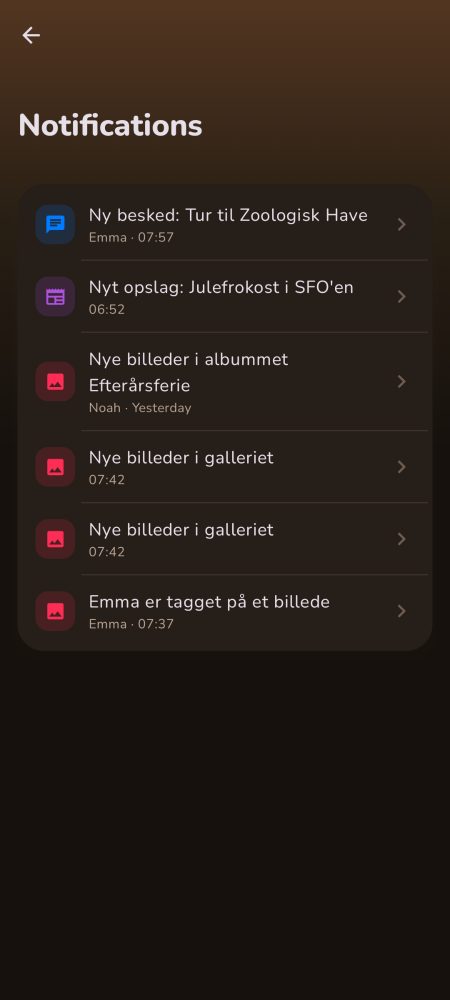 Notifications
Ny besked: Tur til Zoologisk Have
Emma · 07:57
Nyt opslag: Julefrokost i SFO'en
06:52
Nye billeder i albummet
Efterårsferie
Noah · Yesterday
Nye billeder i galleriet
07:42
Nye billeder i galleriet
07:42
Emma er tagget på et billede
Emma · 07:37